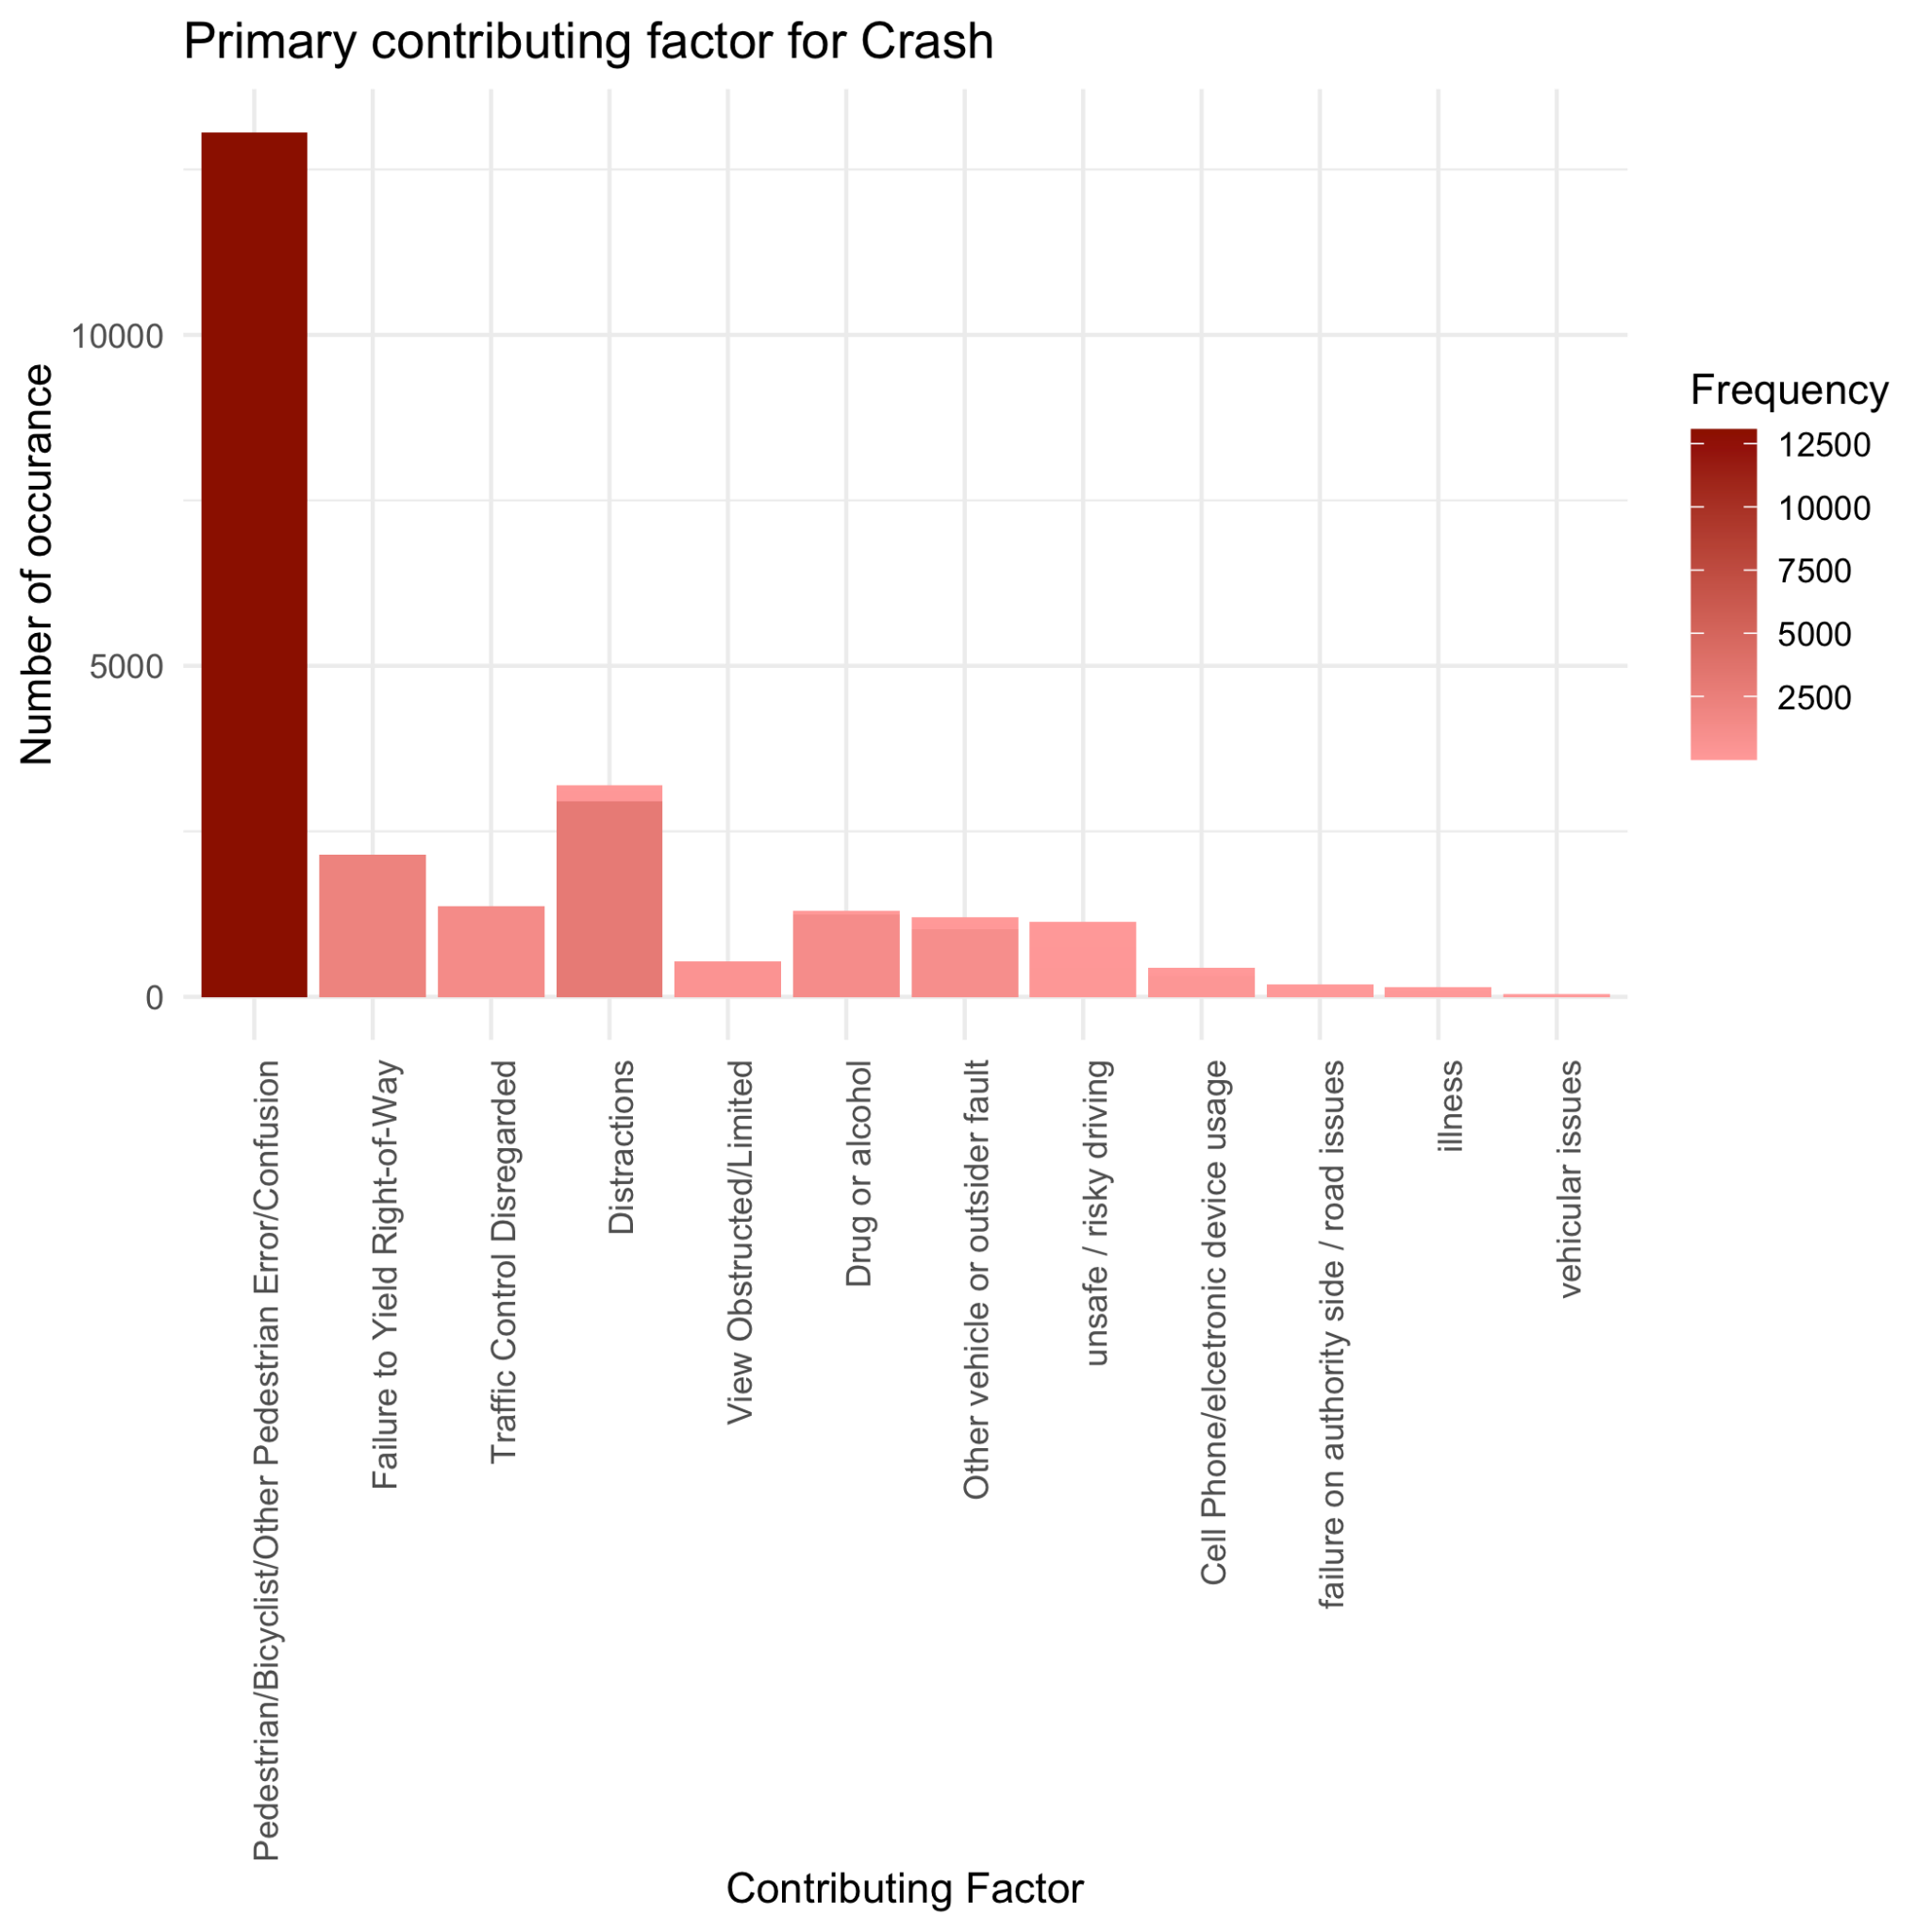 Primary contributing factor for Crash
Number of occurance
10000
5000
0
Frequency
12500
10000
7500
5000
2500
Pedestrian/Bicyclist/Other Pedestrian Error/Confusion
Failure to Yield Right-of-Way
Traffic Control Disregarded
Distractions
View Obstructed/Limited
Drug or alcohol
Other vehicle or outsider fault
unsafe / risky driving
Cell Phone/elcetronic device usage
failure on authority side / road issues
illness
vehicular issues
Contributing Factor